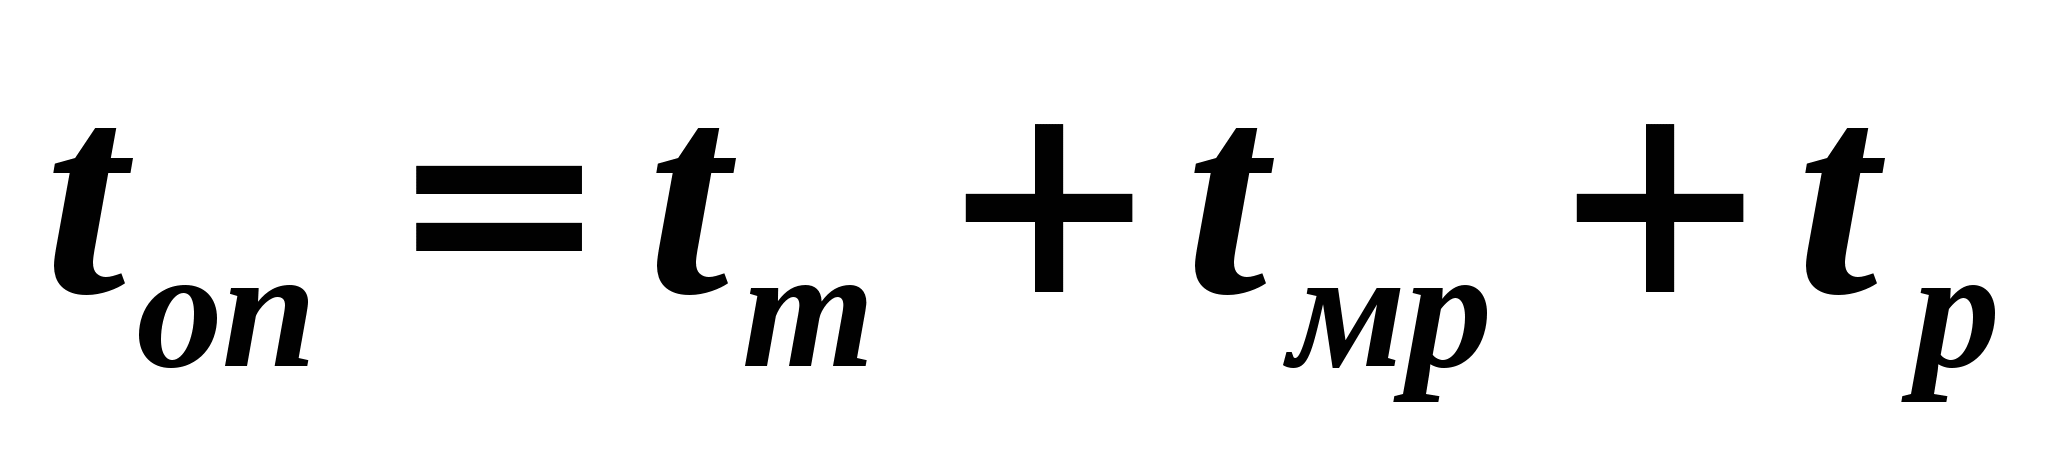 t_оп = t_т + t_мр + t_р